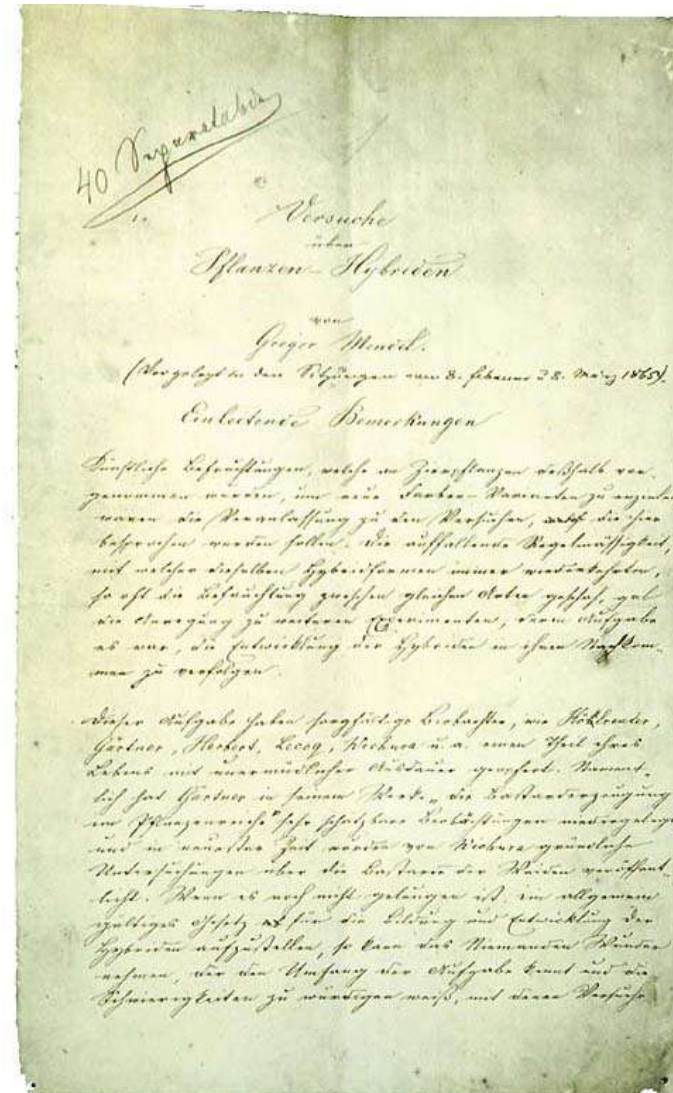 40 Separatabdr
1.
Versuche
über
Pflanzen-Hybriden
von
Gregor Mendel.
(Vorgelegt in den Sitzungen vom 8. Februar u 8. März 1865).
Einleitende Bemerkungen
Künstliche Befruchtungen, welche an Zierpflanzen deßhalb vor-
genommen werden, um neue Farben-Varianten zu erzielen
waren die Veranlassung zu den Versuchen, die hier
besprochen werden sollen. Die auffallende Regelmässigkeit,
mit welcher dieselben Hybridformen immer wiederkehrten,
so oft die Befruchtung zwischen gleichen Arten geschah, gab
die Anregung zu weiteren Experimenten, deren Aufgabe
es war, die Entwicklung der Hybriden in ihren Nachkom-
men zu verfolgen.
Dieser Aufgabe haben sorgfältige Beobachter, wie Kölreuter,
Gärtner, Herbert, Lecoq, Wichura u. a. einen Theil ihres
Lebens mit unermüdlicher Ausdauer geopfert. Nament-
lich hat Gärtner in seinem Werke „die Bastarderzeugung
im Pflanzenreiche" sehr schätzbare Beobachtungen niedergelegt
und in neuester Zeit wurden von Wichura gründliche
Untersuchungen über die Bastarde der Weiden veröffent-
licht. Wenn es noch nicht gelungen ist, ein allgemein
gültiges Gesetz für die Bildung und Entwicklung der
Hybriden aufzustellen, so kann das Niemanden Wunder
nehmen, der den Umfang der Aufgabe kennt und die
Schwierigkeiten zu würdigen weiß, mit denen Versuche